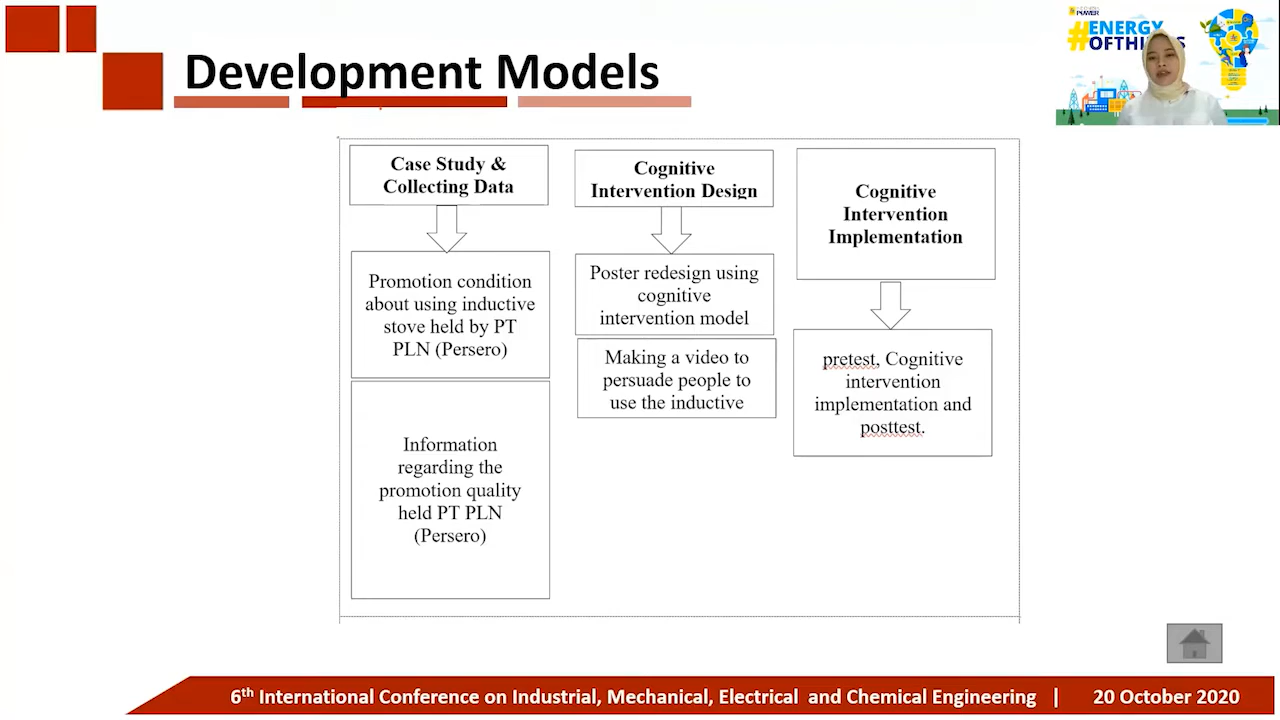 Development Models
Case Study &
Collecting Data
Promotion condition
about using inductive
stove held by PT
PLN (Persero)
Information
regarding the
promotion quality
held PT PLN
(Persero)
Cognitive
Intervention Design
Poster redesign using
cognitive
intervention model
Making a video to
persuade people to
use the inductive
Cognitive
Intervention
Implementation
pretest, Cognitive
intervention
implementation and
posttest.
POWER
#ENERGY
6th International Conference on Industrial, Mechanical, Electrical and Chemical Engineering | 20 October 2020